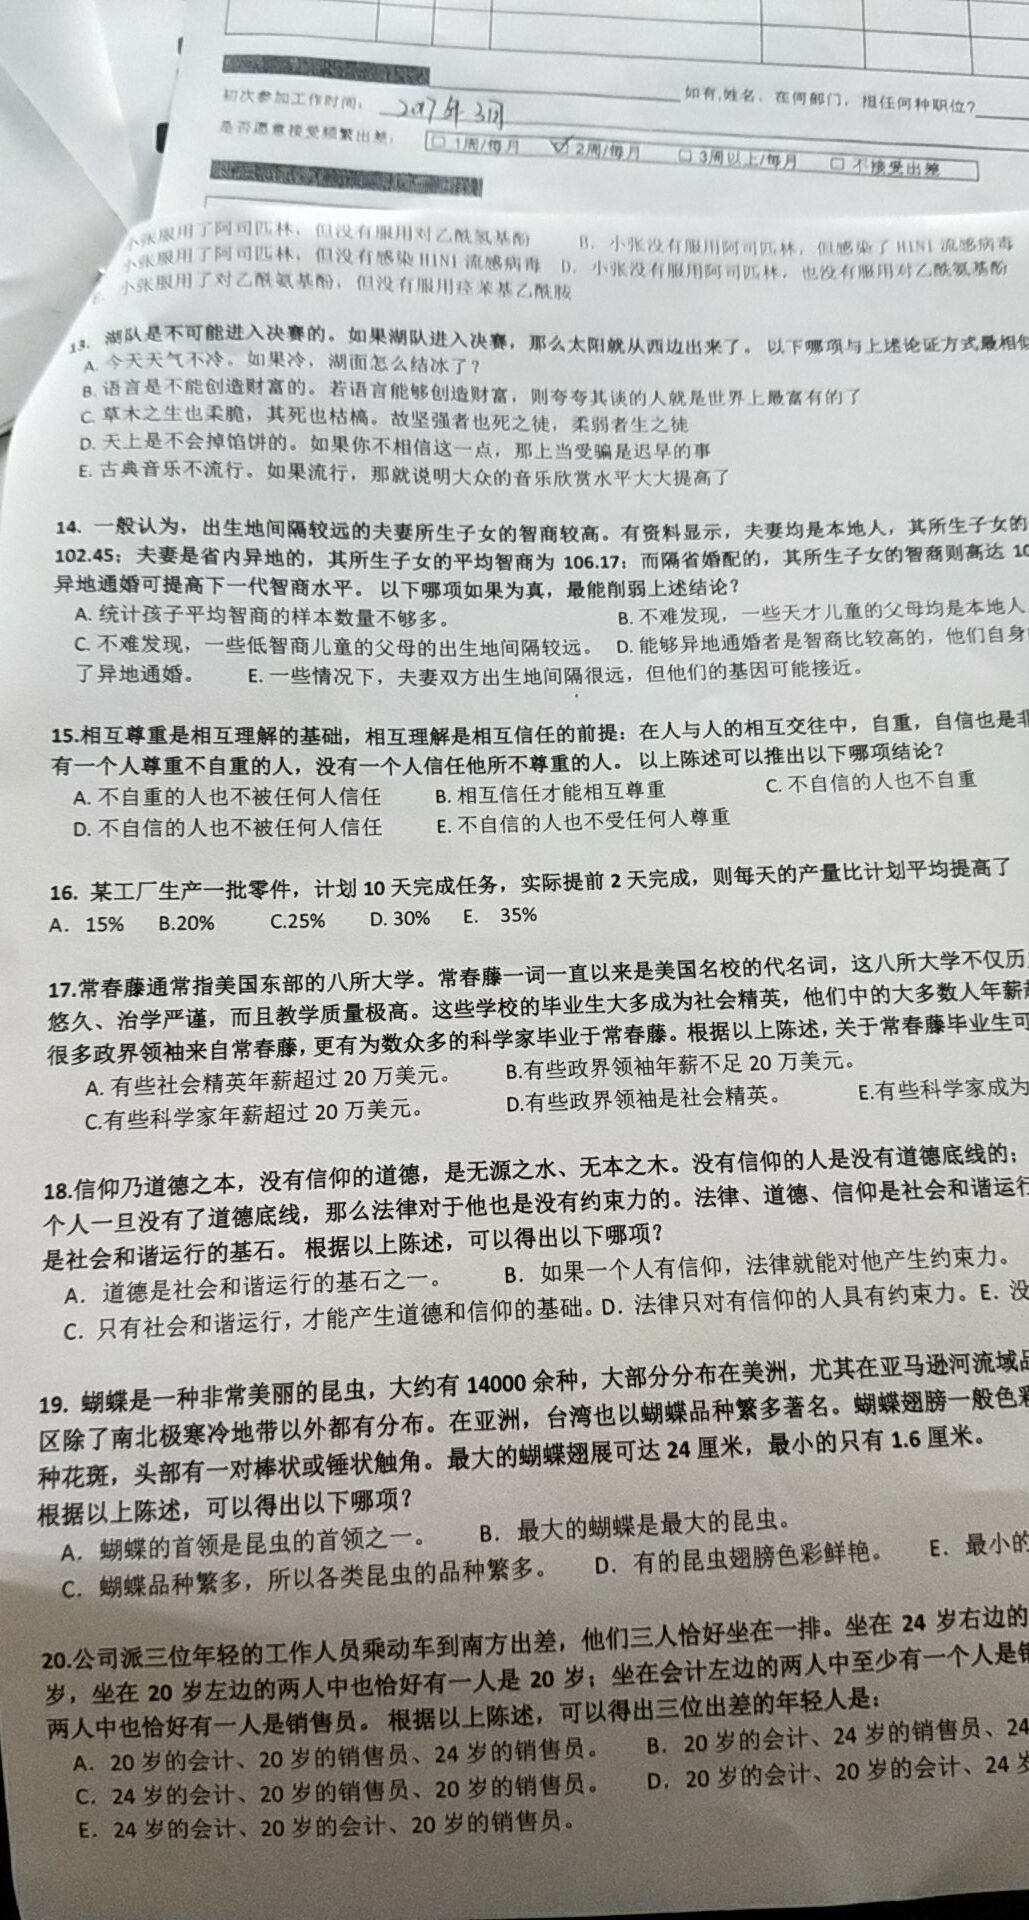 初次参加工作时间： 2017年3月 如有,姓名、在何部门，担任何种职位？
是否愿意接受频繁出差： □ 1周/每月 ☑ 2周/每月 □ 3周以上/每月 □ 不接受出差
小张服用了阿司匹林，但没有服用对乙酰氨基酚 B. 小张没有服用阿司匹林，但感染了 H1N1 流感病毒
小张服用了阿司匹林，但没有感染 H1N1 流感病毒 D. 小张没有服用阿司匹林，也没有服用对乙酰氨基酚
小张服用了对乙酰氨基酚，但没有服用
13. 湖队是不可能进入决赛的。如果湖队进入决赛，那么太阳就从西边出来了。 以下哪项与上述论证方式最相似
A. 今天天气不冷。如果冷，湖面怎么结冰了？
B. 语言是不能创造财富的。若语言能够创造财富，则夸夸其谈的人就是世界上最富有的了
C. 草木之生也柔脆，其死也枯槁。故坚强者也死之徒，柔弱者生之徒
D. 天上是不会掉馅饼的。如果你不相信这一点，那上当受骗是迟早的事
E. 古典音乐不流行。如果流行，那就说明大众的音乐欣赏水平大大提高了
14. 一般认为，出生地间隔较远的夫妻所生子女的智商较高。有资料显示，夫妻均是本地人，其所生子女的
102.45；夫妻是省内异地的，其所生子女的平均智商为 106.17；而隔省婚配的，其所生子女的智商则高达 10
异地通婚可提高下一代智商水平。 以下哪项如果为真，最能削弱上述结论？
A. 统计孩子平均智商的样本数量不够多。 B. 不难发现，一些天才儿童的父母均是本地人
C. 不难发现，一些低智商儿童的父母的出生地间隔较远。 D. 能够异地通婚者是智商比较高的，他们自身
了异地通婚。 E. 一些情况下，夫妻双方出生地间隔很远，但他们的基因可能接近。
15.相互尊重是相互理解的基础，相互理解是相互信任的前提：在人与人的相互交往中，自重，自信也是非
有一个人尊重不自重的人，没有一个人信任他所不尊重的人。 以上陈述可以推出以下哪项结论？
A. 不自重的人也不被任何人信任 B. 相互信任才能相互尊重 C. 不自信的人也不自重
D. 不自信的人也不被任何人信任 E. 不自信的人也不受任何人尊重
16. 某工厂生产一批零件，计划 10 天完成任务，实际提前 2 天完成，则每天的产量比计划平均提高了
A. 15% B.20% C.25% D. 30% E. 35%
17.常春藤通常指美国东部的八所大学。常春藤一词一直以来是美国名校的代名词，这八所大学不仅历
悠久、治学严谨，而且教学质量极高。这些学校的毕业生大多成为社会精英，他们中的大多数人年薪
很多政界领袖来自常春藤，更有为数众多的科学家毕业于常春藤。根据以上陈述，关于常春藤毕业生可
A. 有些社会精英年薪超过 20 万美元。 B.有些政界领袖年薪不足 20 万美元。
C.有些科学家年薪超过 20 万美元。 D.有些政界领袖是社会精英。 E.有些科学家成为
18.信仰乃道德之本，没有信仰的道德，是无源之水、无本之木。没有信仰的人是没有道德底线的；
个人一旦没有了道德底线，那么法律对于他也是没有约束力的。法律、道德、信仰是社会和谐运行
是社会和谐运行的基石。 根据以上陈述，可以得出以下哪项？
A. 道德是社会和谐运行的基石之一。 B. 如果一个人有信仰，法律就能对他产生约束力。
C. 只有社会和谐运行，才能产生道德和信仰的基础。D. 法律只对有信仰的人具有约束力。E. 没
19. 蝴蝶是一种非常美丽的昆虫，大约有 14000 余种，大部分分布在美洲，尤其在亚马逊河流域品
区除了南北极寒冷地带以外都有分布。在亚洲，台湾也以蝴蝶品种繁多著名。蝴蝶翅膀一般色彩
种花斑，头部有一对棒状或锤状触角。最大的蝴蝶翅展可达 24 厘米，最小的只有 1.6 厘米。
根据以上陈述，可以得出以下哪项？
A. 蝴蝶的首领是昆虫的首领之一。 B. 最大的蝴蝶是最大的昆虫。
C. 蝴蝶品种繁多，所以各类昆虫的品种繁多。 D. 有的昆虫翅膀色彩鲜艳。 E. 最小的
20.公司派三位年轻的工作人员乘动车到南方出差，他们三人恰好坐在一排。坐在 24 岁右边的
岁，坐在 20 岁左边的两人中也恰好有一人是 20 岁；坐在会计左边的两人中至少有一个人是销
两人中也恰好有一人是销售员。 根据以上陈述，可以得出三位出差的年轻人是：
A. 20 岁的会计、20 岁的销售员、24 岁的销售员。 B. 20 岁的会计、24 岁的销售员、24
C. 24 岁的会计、20 岁的销售员、20 岁的销售员。 D. 20 岁的会计、20 岁的会计、24 岁
E. 24 岁的会计、20 岁的会计、20 岁的销售员。